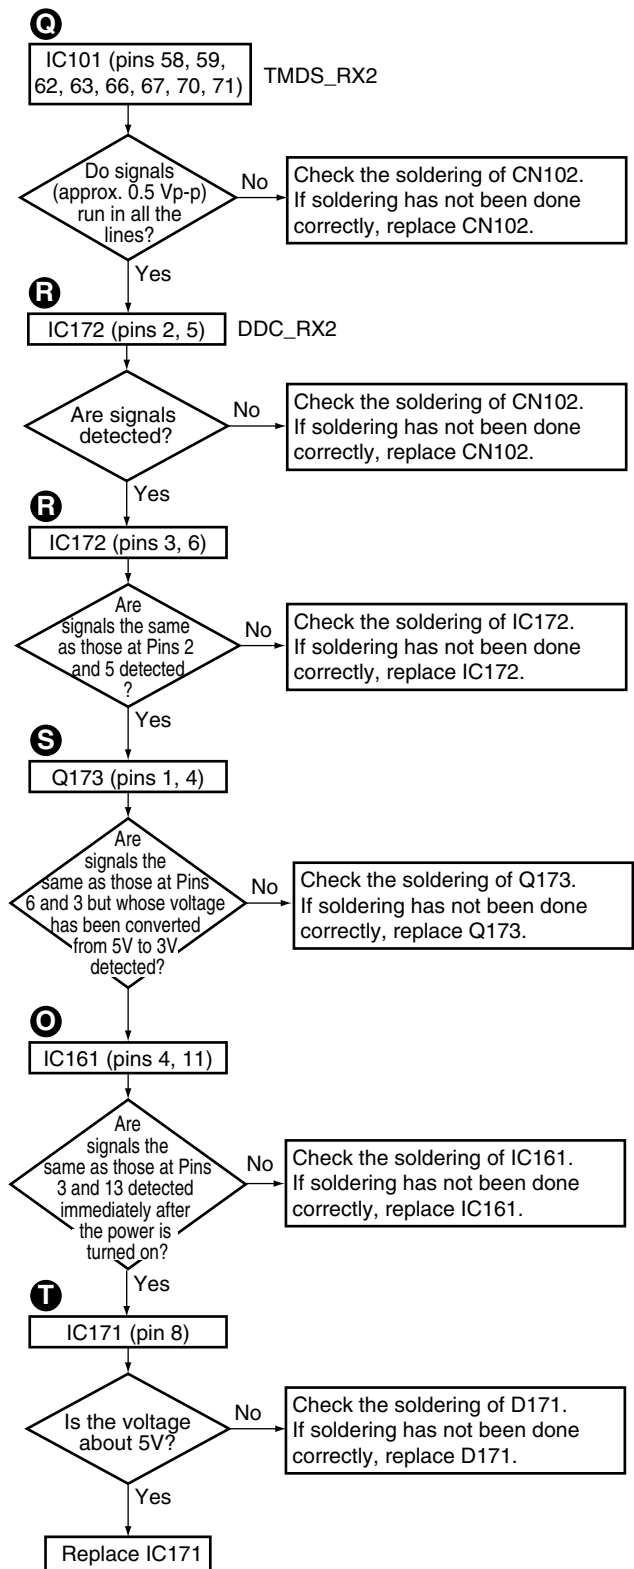 Q
IC101 (pins 58, 59,
62, 63, 66, 67, 70, 71)
TMDS_RX2
Do signals
(approx. 0.5 Vp-p)
run in all the
lines?
No
Check the soldering of CN102.
If soldering has not been done
correctly, replace CN102.
Yes
R
IC172 (pins 2, 5)
DDC_RX2
Are signals
detected?
No
Check the soldering of CN102.
If soldering has not been done
correctly, replace CN102.
Yes
R
IC172 (pins 3, 6)
Are
signals the same
as those at Pins 2
and 5 detected
?
No
Check the soldering of IC172.
If soldering has not been done
correctly, replace IC172.
Yes
S
Q173 (pins 1, 4)
Are
signals the
same as those at Pins
6 and 3 but whose voltage
has been converted
from 5V to 3V
detected?
No
Check the soldering of Q173.
If soldering has not been done
correctly, replace Q173.
O
IC161 (pins 4, 11)
Are
signals the
same as those at Pins
3 and 13 detected
immediately after
the power is
turned on?
No
Check the soldering of IC161.
If soldering has not been done
correctly, replace IC161.
Yes
T
IC171 (pin 8)
Is the voltage
about 5V?
No
Check the soldering of D171.
If soldering has not been done
correctly, replace D171.
Yes
Replace IC171